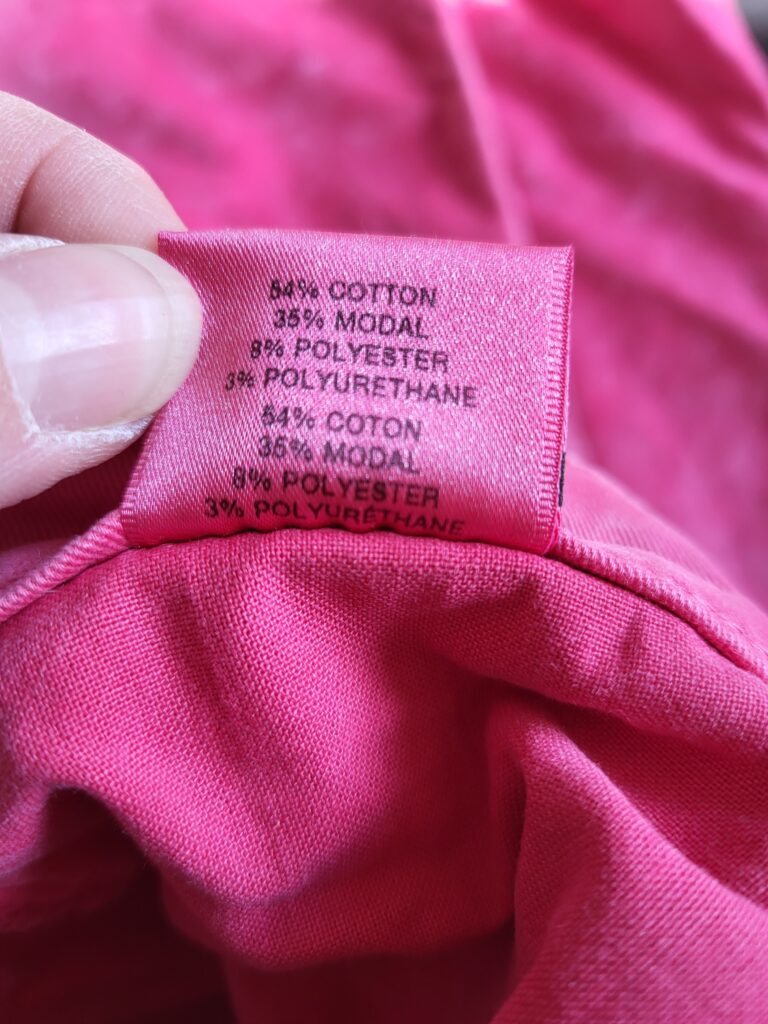 54% COTTON
35% MODAL
8% POLYESTER
3% POLYURETHANE
54% COTON
35% MODAL
8% POLYESTER
3% POLYURÉTHANE